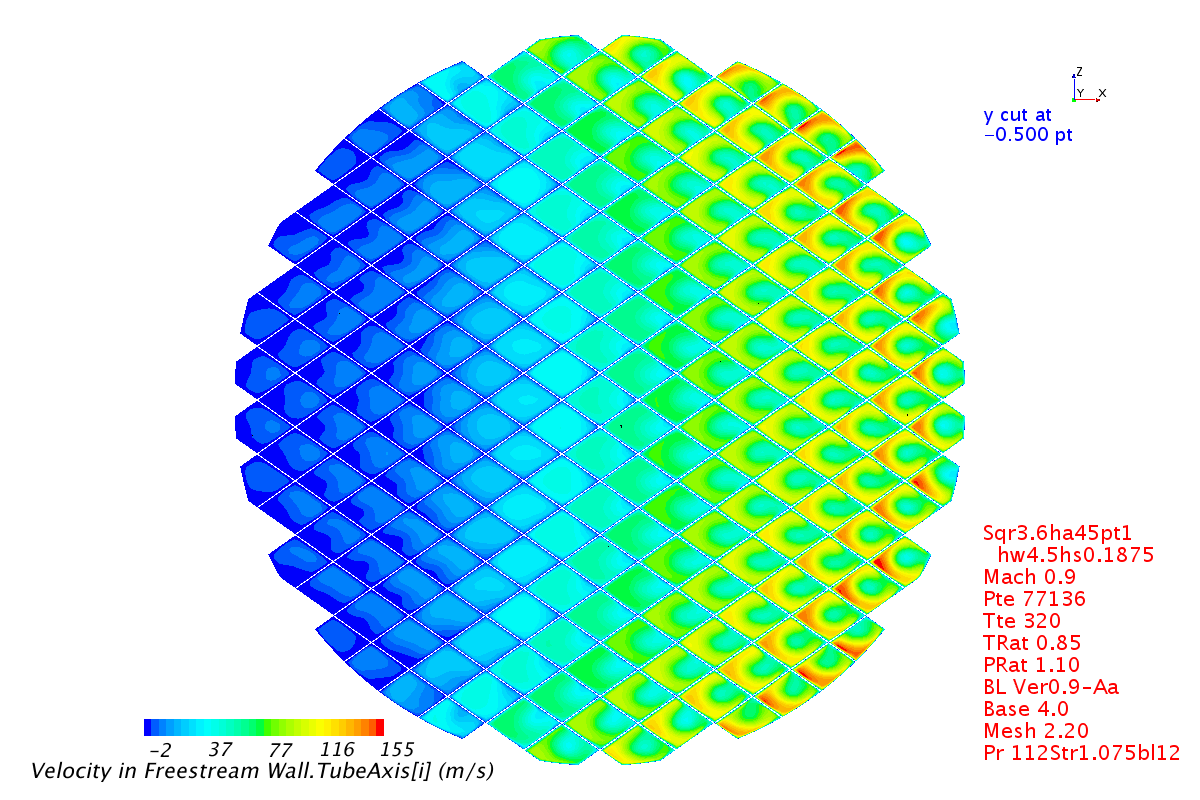 Z
Y X
y cut at
−0.500 pt
Sqr3.6ha45pt1
hw4.5hs0.1875
Mach 0.9
Pte 77136
Tte 320
TRat 0.85
PRat 1.10
BL Ver0.9−Aa
Base 4.0
Mesh 2.20
Pr 112Str1.075bl12
−2 37 77 116 155
Velocity in Freestream Wall.TubeAxis[i] (m/s)